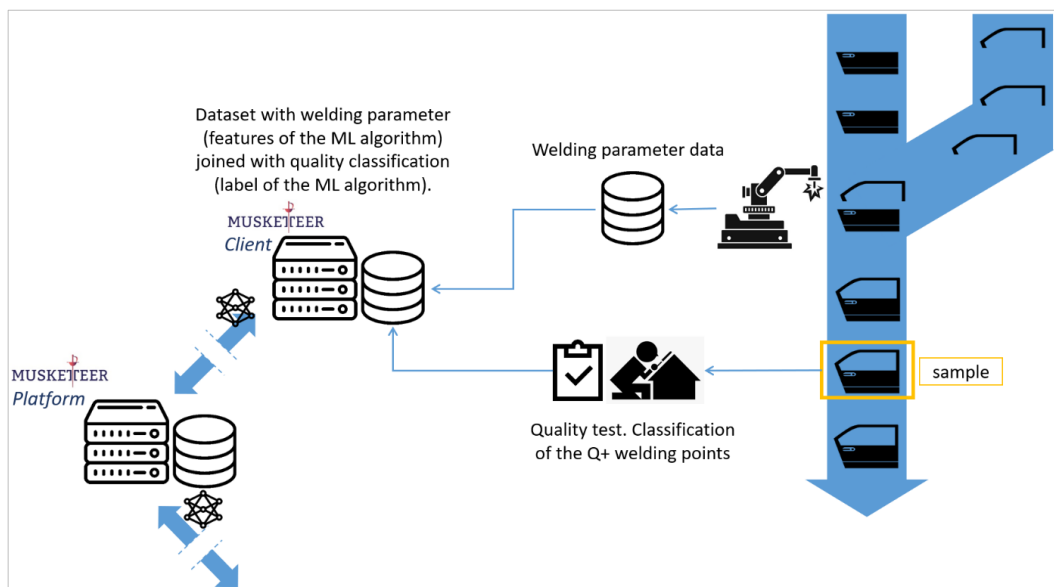 Dataset with welding parameter
(features of the ML algorithm)
joined with quality classification
(label of the ML algorithm).
Welding parameter data
MUSKETEER
Client
MUSKETEER
Platform
sample
Quality test. Classification
of the Q+ welding points